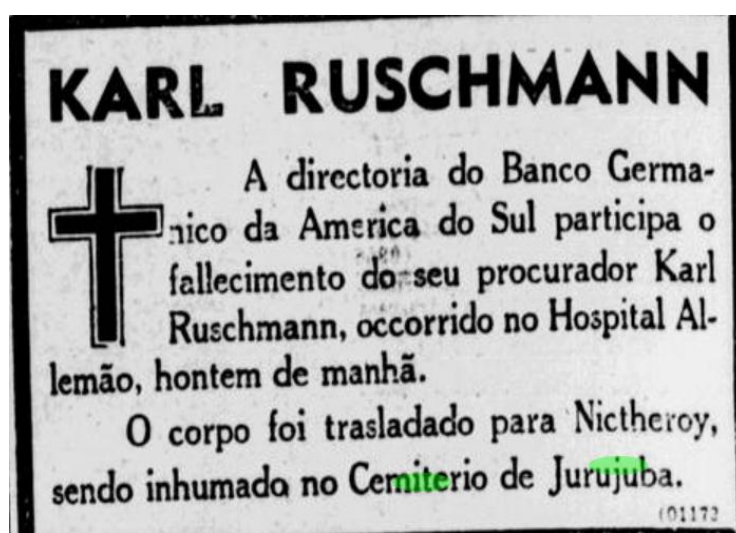 KARL RUSCHMANN
A directoria do Banco Germa-
nico da America do Sul participa o
fallecimento do seu procurador Karl
Ruschmann, occorrido no Hospital Al-
lemão, hontem de manhã.
O corpo foi trasladado para Nictheroy,
sendo inhumado no Cemiterio de Jurujuba.
(01172